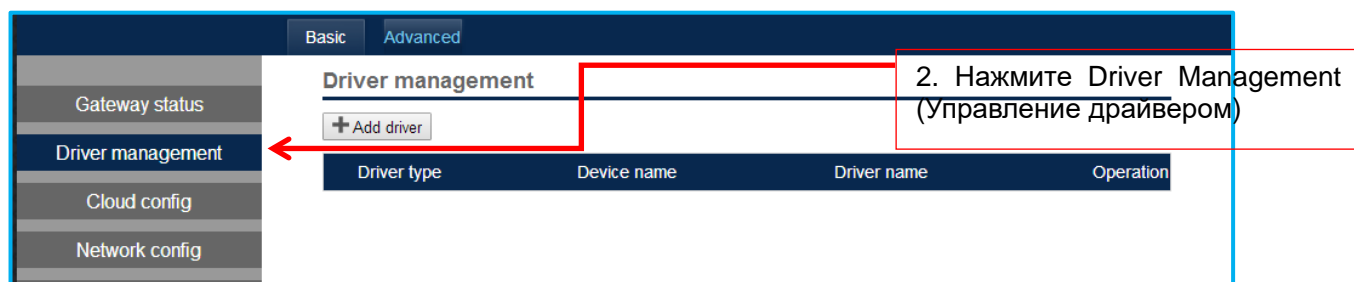 Basic Advanced
Driver management
2. Нажмите Driver Management
(Управление драйвером)
Gateway status
Add driver
Driver management
Driver type Device name Driver name Operation
Cloud config
Network config